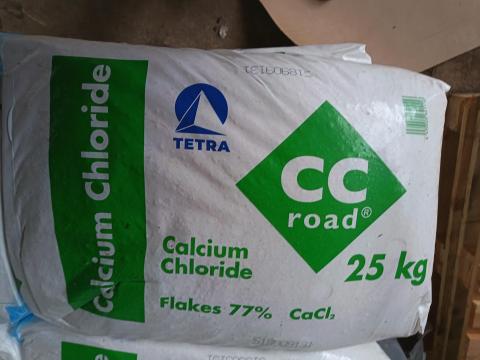 Calcium Chloride
TETRA
CC
road®
Calcium
Chloride
25 kg
Flakes 77% CaCl₂